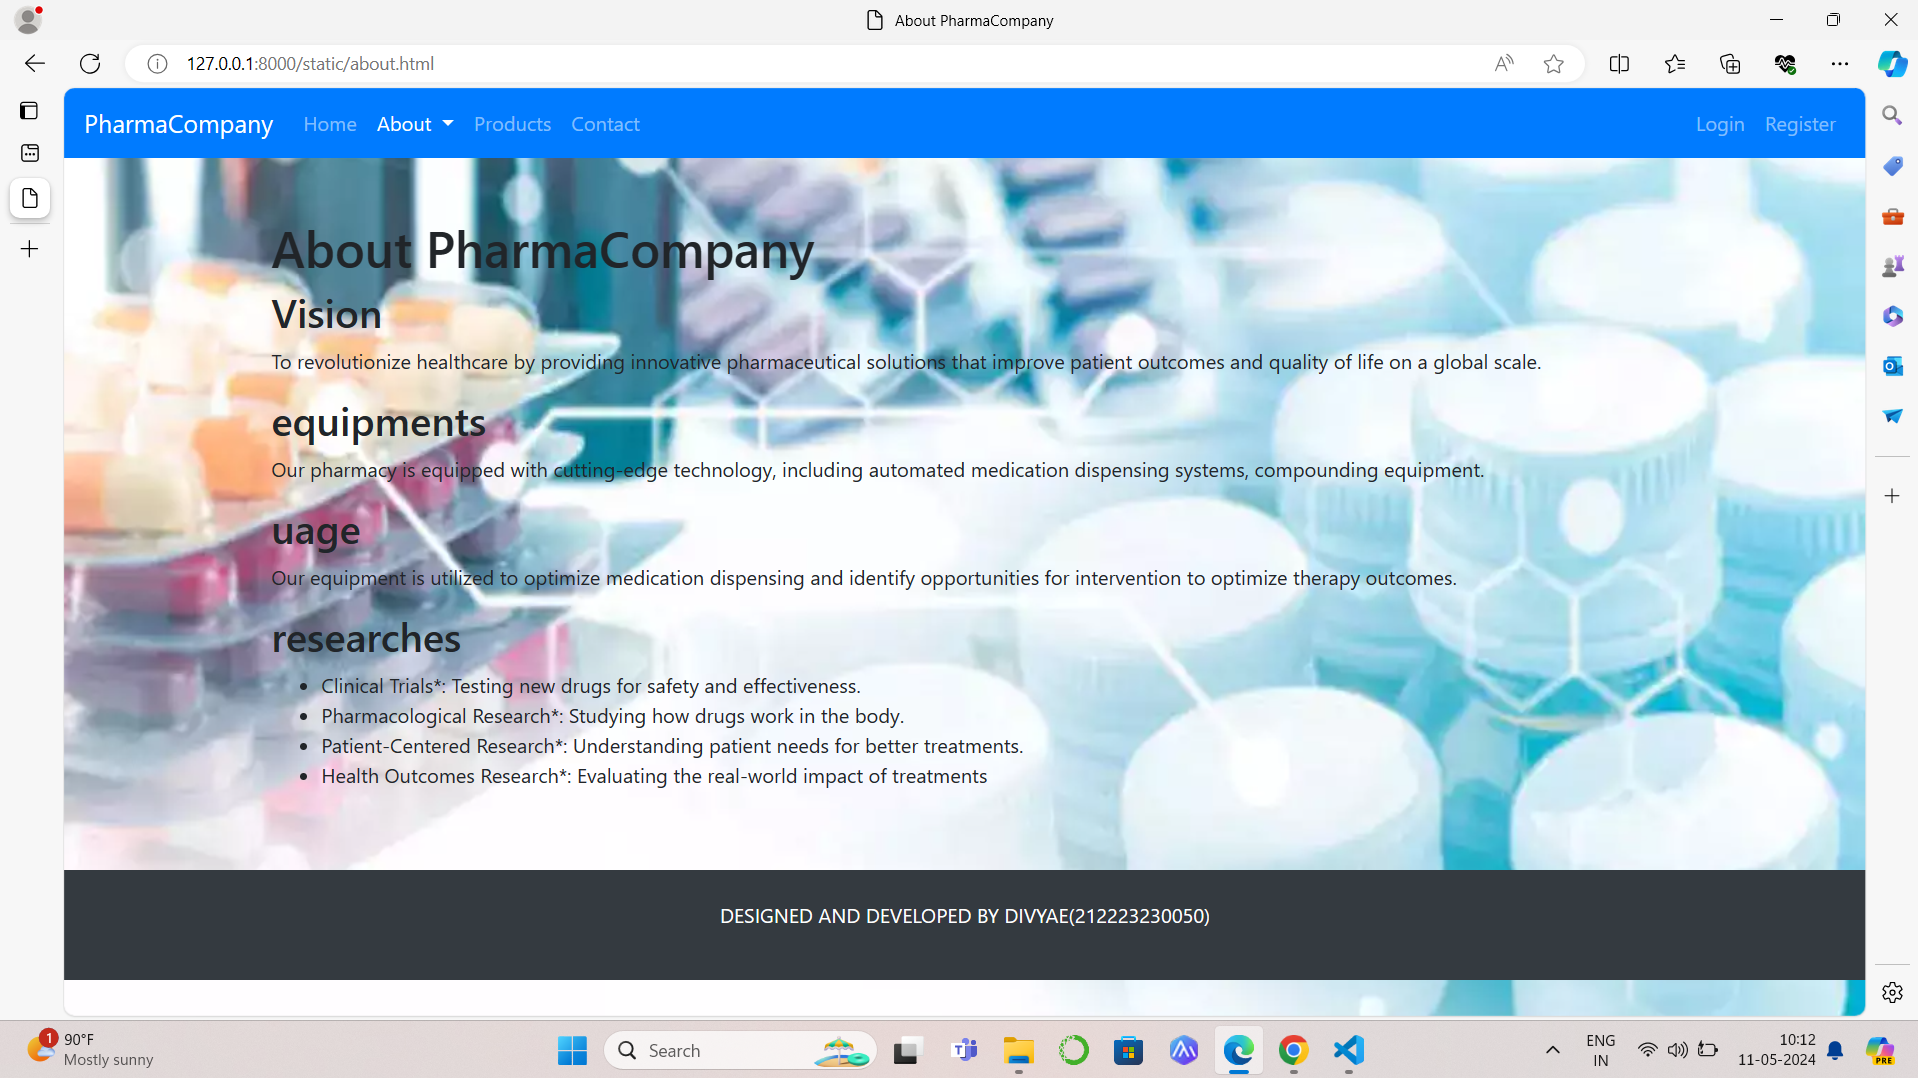 About PharmaCompany
127.0.0.1:8000/static/about.html
PharmaCompany Home About Products Contact Login Register
About PharmaCompany
Vision
To revolutionize healthcare by providing innovative pharmaceutical solutions that improve patient outcomes and quality of life on a global scale.
equipments
Our pharmacy is equipped with cutting-edge technology, including automated medication dispensing systems, compounding equipment.
uage
Our equipment is utilized to optimize medication dispensing and identify opportunities for intervention to optimize therapy outcomes.
researches
• Clinical Trials*: Testing new drugs for safety and effectiveness.
• Pharmacological Research*: Studying how drugs work in the body.
• Patient-Centered Research*: Understanding patient needs for better treatments.
• Health Outcomes Research*: Evaluating the real-world impact of treatments
DESIGNED AND DEVELOPED BY DIVYAE(212223230050)
1
90°F
Mostly sunny
Search
ENG
IN
10:12
11-05-2024
PRE